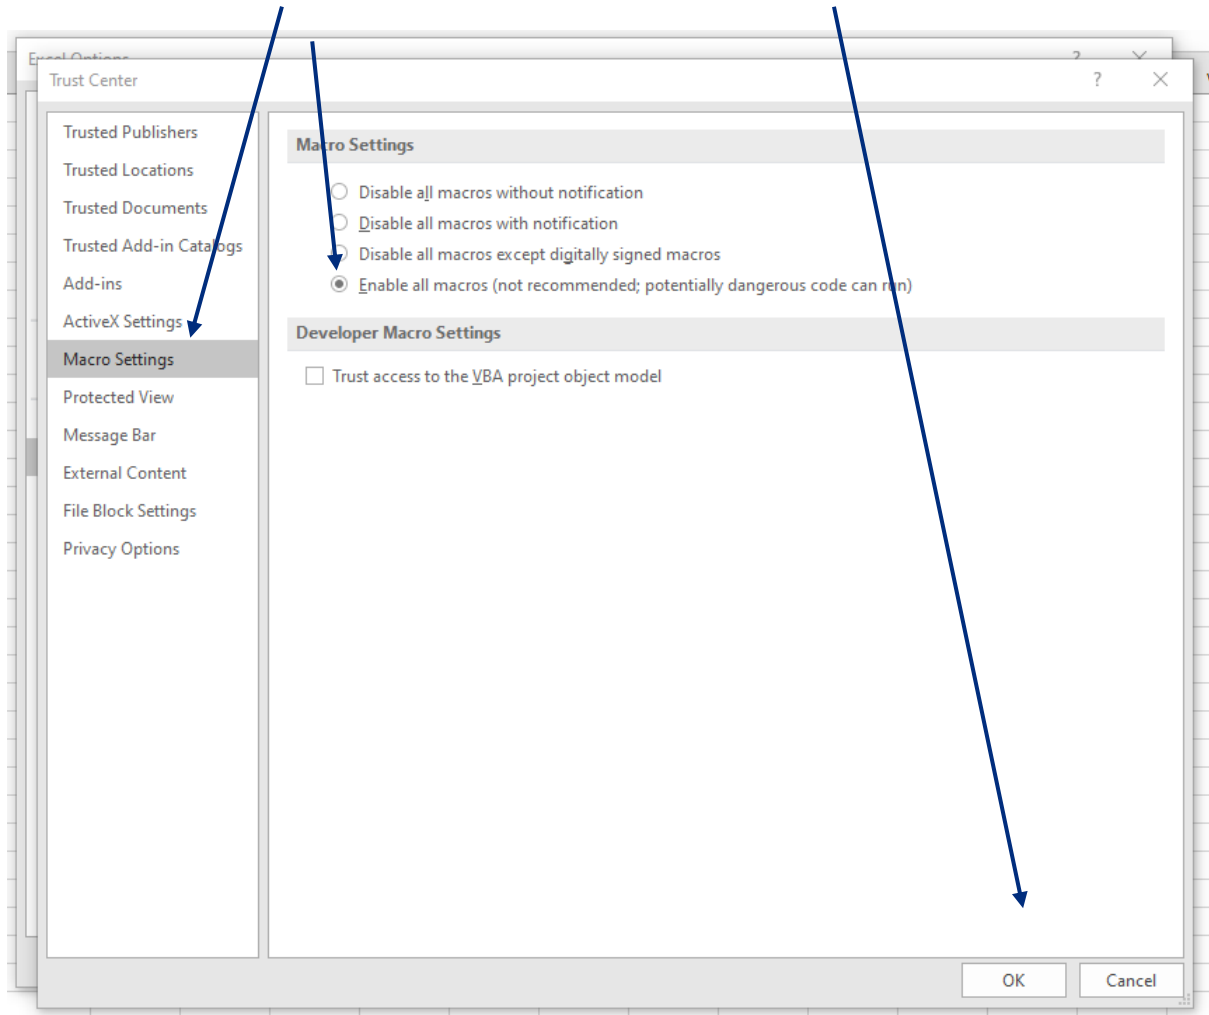 Excel Options
Trust Center
Trusted Publishers
Trusted Locations
Trusted Documents
Trusted Add-in Catalogs
Add-ins
ActiveX Settings
Macro Settings
Protected View
Message Bar
External Content
File Block Settings
Privacy Options
Macro Settings
Disable all macros without notification
Disable all macros with notification
Disable all macros except digitally signed macros
Enable all macros (not recommended; potentially dangerous code can run)
Developer Macro Settings
Trust access to the VBA project object model
OK
Cancel